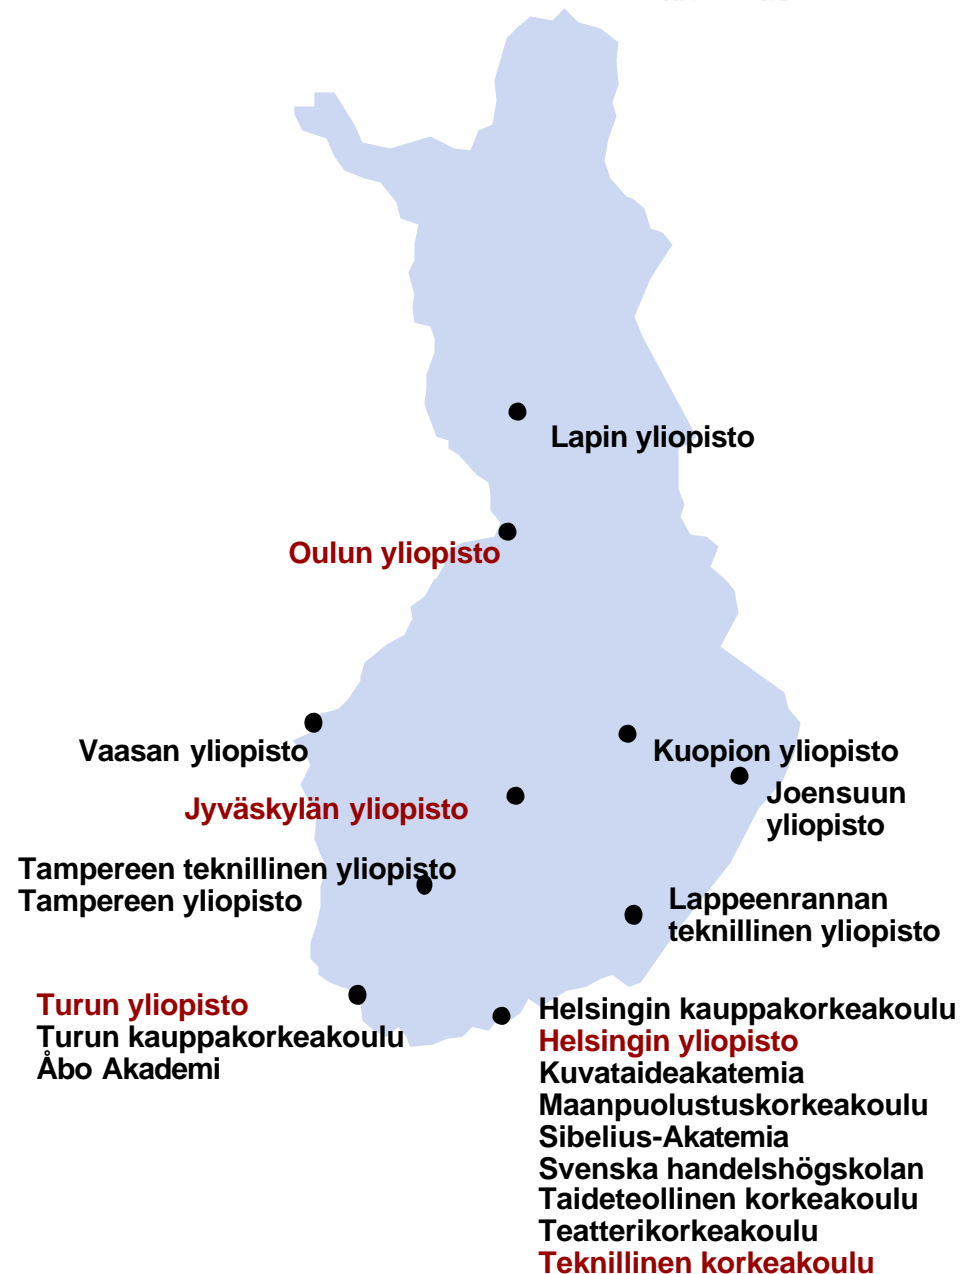 Lapin yliopisto
Oulun yliopisto
Vaasan yliopisto
Kuopion yliopisto
Joensuun
yliopisto
Jyväskylän yliopisto
Tampereen teknillinen yliopisto
Tampereen yliopisto
Lappeenrannan
teknillinen yliopisto
Turun yliopisto
Turun kauppakorkeakoulu
Åbo Akademi
Helsingin kauppakorkeakoulu
Helsingin yliopisto
Kuvataideakatemia
Maanpuolustuskorkeakoulu
Sibelius-Akatemia
Svenska handelshögskolan
Taideteollinen korkeakoulu
Teatterikorkeakoulu
Teknillinen korkeakoulu